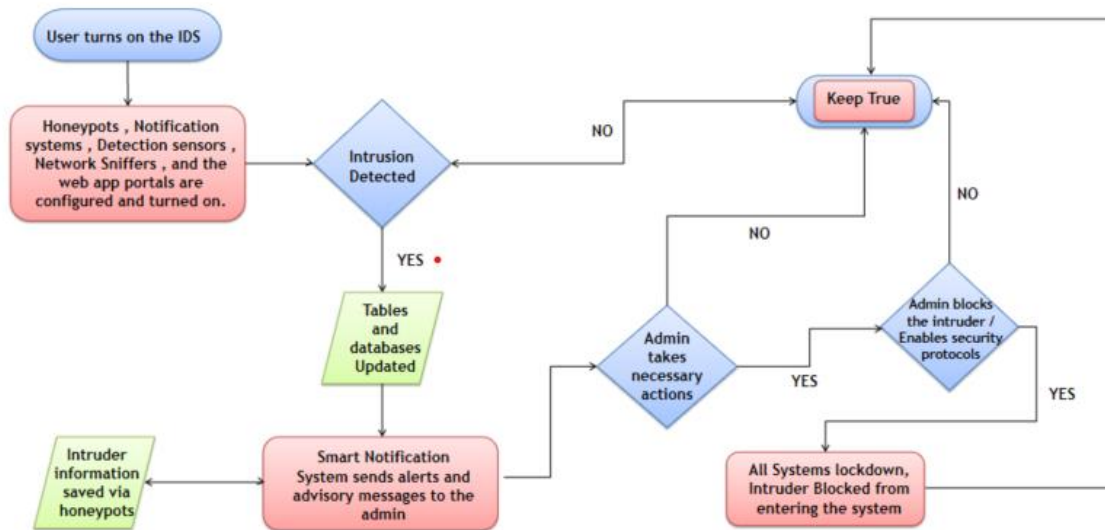 User turns on the IDS
Honeypots , Notification
systems , Detection sensors ,
Network Sniffers , and the
web app portals are
configured and turned on.
Intrusion
Detected
NO
Keep True
YES
Tables
and
databases
Updated
Intruder
information
saved via
honeypots
Smart Notification
System sends alerts and
advisory messages to the
admin
Admin
takes
necessary
actions
NO
YES
Admin blocks
the intruder /
Enables security
protocols
NO
YES
All Systems lockdown,
Intruder Blocked from
entering the system